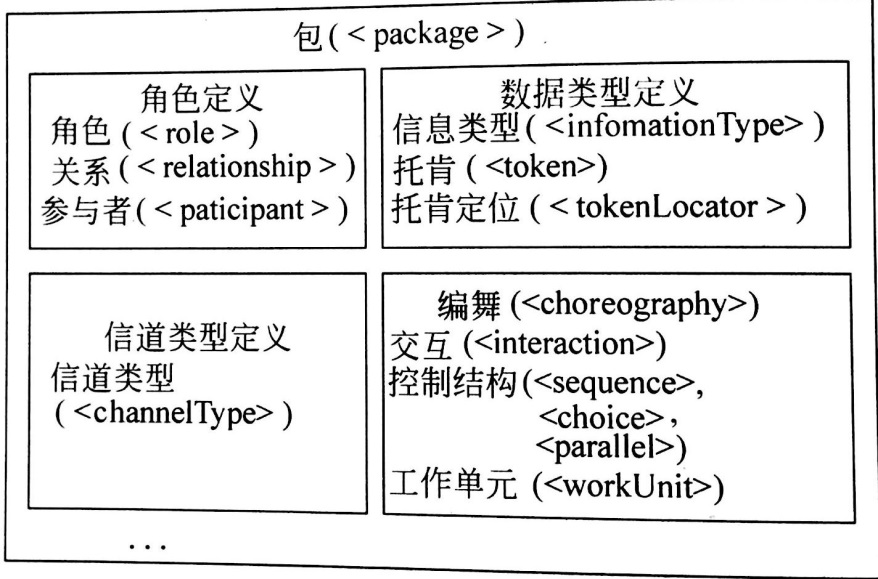 包(< package >)
角色定义
角色(< role >)
关系(< relationship >)
参与者(< paticipant >)
数据类型定义
信息类型(<infomationType>)
托肯(<token>)
托肯定位(< tokenLocator >)
信道类型定义
信道类型
(<channelType>)
编舞(<choreography>)
交互(<interaction>)
控制结构(<sequence>,
<choice>,
<parallel>)
工作单元(<workUnit>)
...